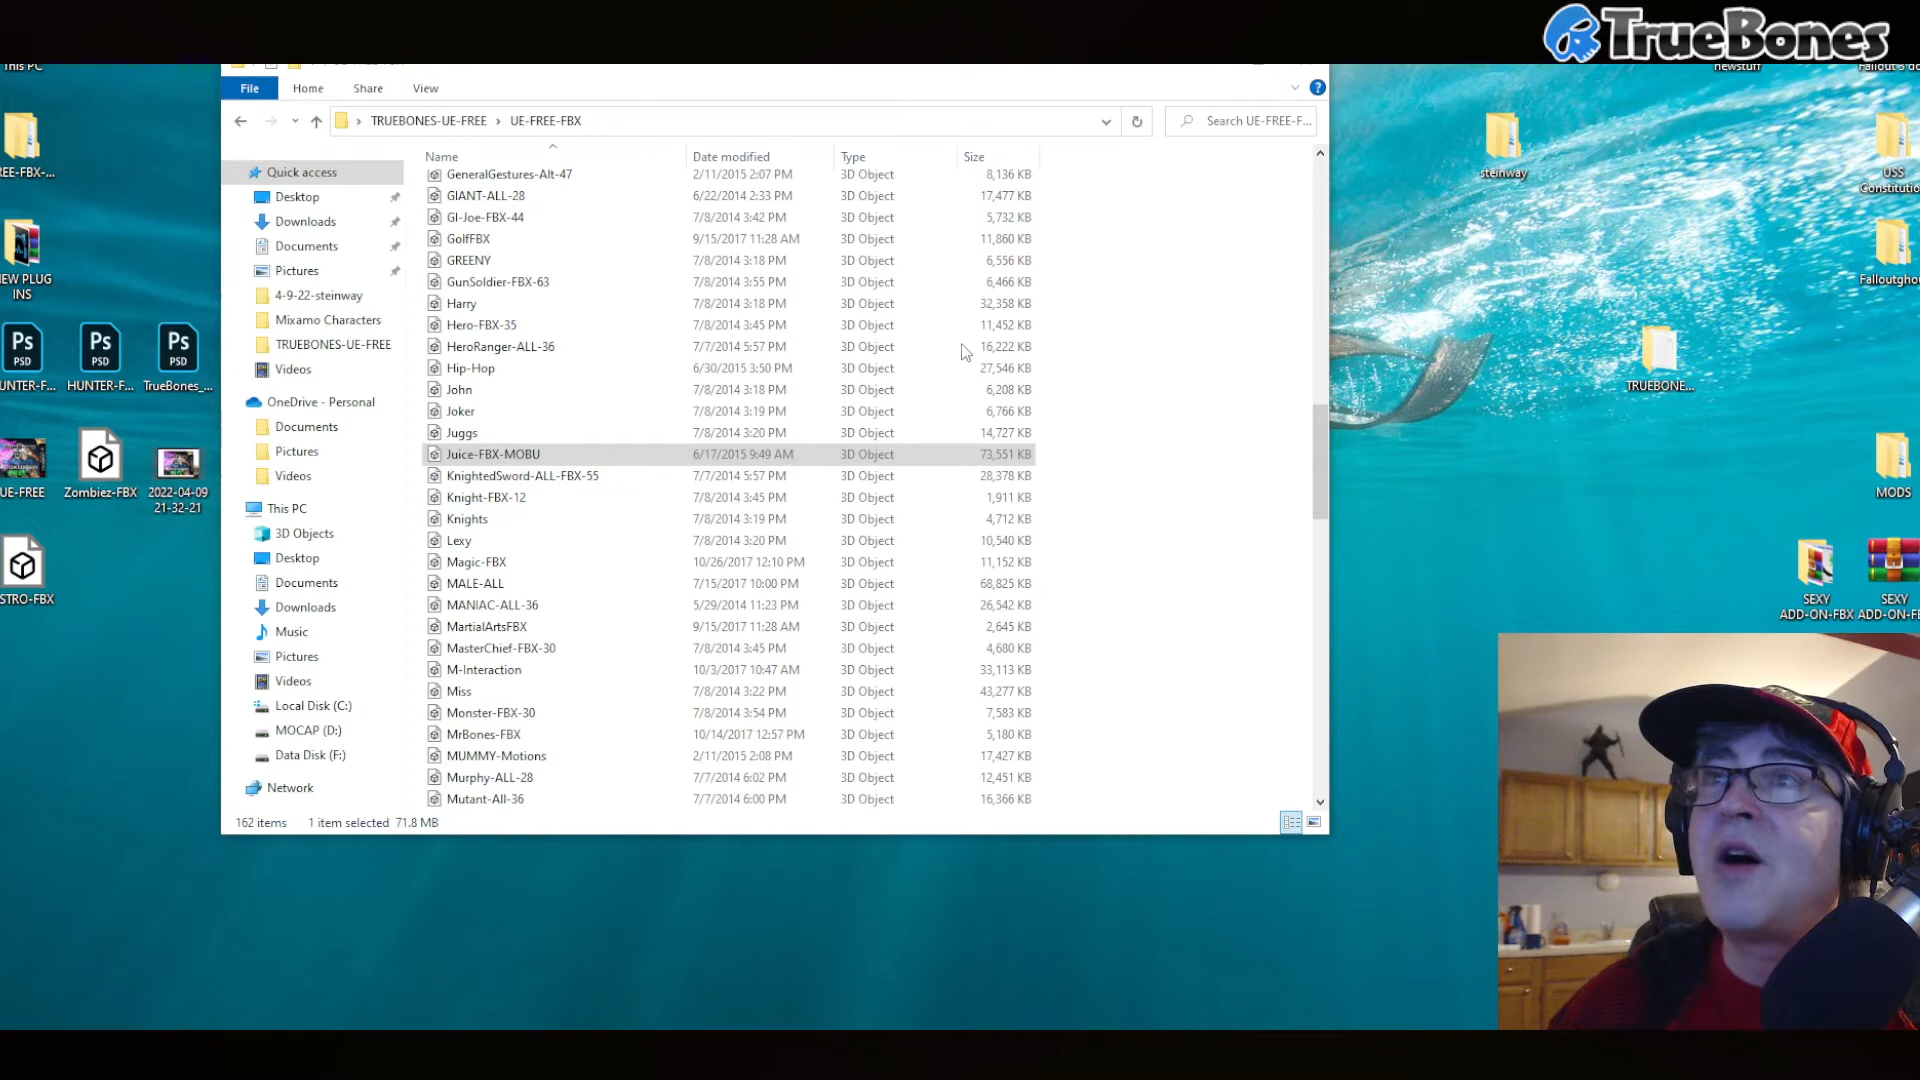 TrueBones
This PC
newstuff
File Home Share View
TRUEBONES-UE-FREE > UE-FREE-FBX
Search UE-FREE-F...
Name Date modified Type Size
Quick access
Desktop
Downloads
Documents
Pictures
4-9-22-steinway
Mixamo Characters
TRUEBONES-UE-FREE
Videos
OneDrive - Personal
Documents
Pictures
Videos
This PC
3D Objects
Desktop
Documents
Downloads
Music
Pictures
Videos
Local Disk (C:)
MOCAP (D:)
Data Disk (F:)
Network
GeneralGestures-Alt-47 2/11/2015 2:07 PM 3D Object 8,136 KB
GIANT-ALL-28 6/22/2014 2:33 PM 3D Object 17,477 KB
GI-Joe-FBX-44 7/8/2014 3:42 PM 3D Object 5,732 KB
GolfFBX 9/15/2017 11:28 AM 3D Object 11,860 KB
GREENY 7/8/2014 3:18 PM 3D Object 6,556 KB
GunSoldier-FBX-63 7/8/2014 3:55 PM 3D Object 6,466 KB
Harry 7/8/2014 3:18 PM 3D Object 32,358 KB
Hero-FBX-35 7/8/2014 3:45 PM 3D Object 11,452 KB
HeroRanger-ALL-36 7/7/2014 5:57 PM 3D Object 16,222 KB
Hip-Hop 6/30/2015 3:50 PM 3D Object 27,546 KB
John 7/8/2014 3:18 PM 3D Object 6,208 KB
Joker 7/8/2014 3:19 PM 3D Object 6,766 KB
Juggs 7/8/2014 3:20 PM 3D Object 14,727 KB
Juice-FBX-MOBU 6/17/2015 9:49 AM 3D Object 73,551 KB
KnightedSword-ALL-FBX-55 7/7/2014 5:57 PM 3D Object 28,378 KB
Knight-FBX-12 7/8/2014 3:45 PM 3D Object 1,911 KB
Knights 7/8/2014 3:19 PM 3D Object 4,712 KB
Lexy 7/8/2014 3:20 PM 3D Object 10,540 KB
Magic-FBX 10/26/2017 12:10 PM 3D Object 11,152 KB
MALE-ALL 7/15/2017 10:00 PM 3D Object 68,825 KB
MANIAC-ALL-36 5/29/2014 11:23 PM 3D Object 26,542 KB
MartialArtsFBX 9/15/2017 11:28 AM 3D Object 2,645 KB
MasterChief-FBX-30 7/8/2014 3:45 PM 3D Object 4,680 KB
M-Interaction 10/3/2017 10:47 AM 3D Object 33,113 KB
Miss 7/8/2014 3:22 PM 3D Object 43,277 KB
Monster-FBX-30 7/8/2014 3:54 PM 3D Object 7,583 KB
MrBones-FBX 10/14/2017 12:57 PM 3D Object 5,180 KB
MUMMY-Motions 2/11/2015 2:08 PM 3D Object 17,427 KB
Murphy-ALL-28 7/7/2014 6:02 PM 3D Object 12,451 KB
Mutant-All-36 7/7/2014 6:00 PM 3D Object 16,366 KB
162 items 1 item selected 71.8 MB
REE-FBX-...
EW PLUG
INS
Ps
PSD
Ps
PSD
Ps
PSD
UNTER-F...
HUNTER-F...
TrueBones_...
UE-FREE
Zombiez-FBX
2022-04-09
21-32-21
STRO-FBX
steinway
USS
Constitutio
Falloutgho
TRUEBONE...
MODS
SEXY
ADD-ON-FBX
SEXY
ADD-ON-FB